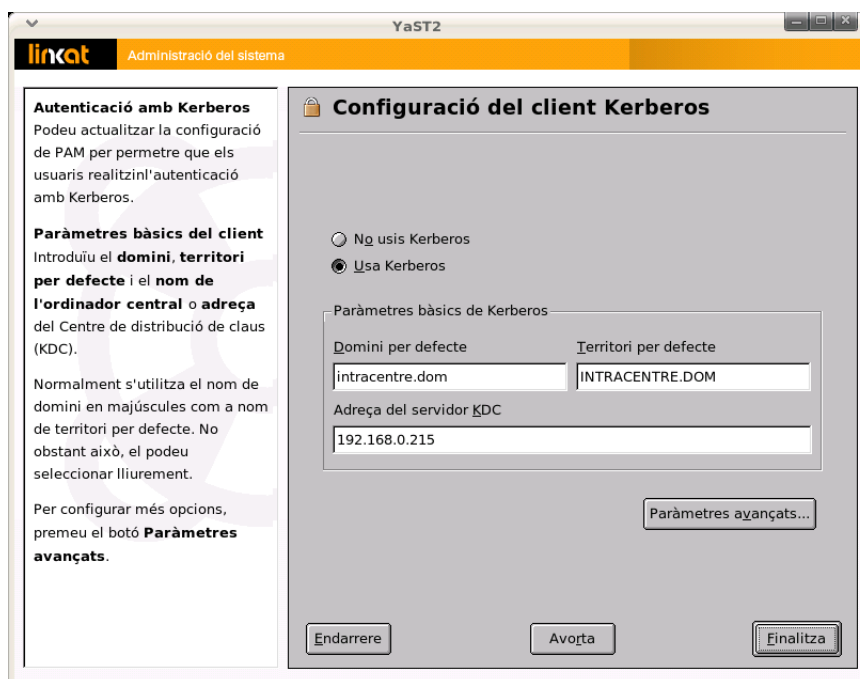 YaST2
linkat
Administració del sistema
Autenticació amb Kerberos
Podeu actualitzar la configuració
de PAM per permetre que els
usuaris realitzinl'autenticació
amb Kerberos.
Paràmetres bàsics del client
Introduïu el domini, territori
per defecte i el nom de
l'ordinador central o adreça
del Centre de distribució de claus
(KDC).
Normalment s'utilitza el nom de
domini en majúscules com a nom
de territori per defecte. No
obstant això, el podeu
seleccionar lliurement.
Per configurar més opcions,
premeu el botó Paràmetres
avançats.
Configuració del client Kerberos
No usis Kerberos
Usa Kerberos
Paràmetres bàsics de Kerberos
Domini per defecte
Territori per defecte
intracentre.dom
INTRACENTRE.DOM
Adreça del servidor KDC
192.168.0.215
Paràmetres avançats...
Endarrere
Avorta
Finalitza